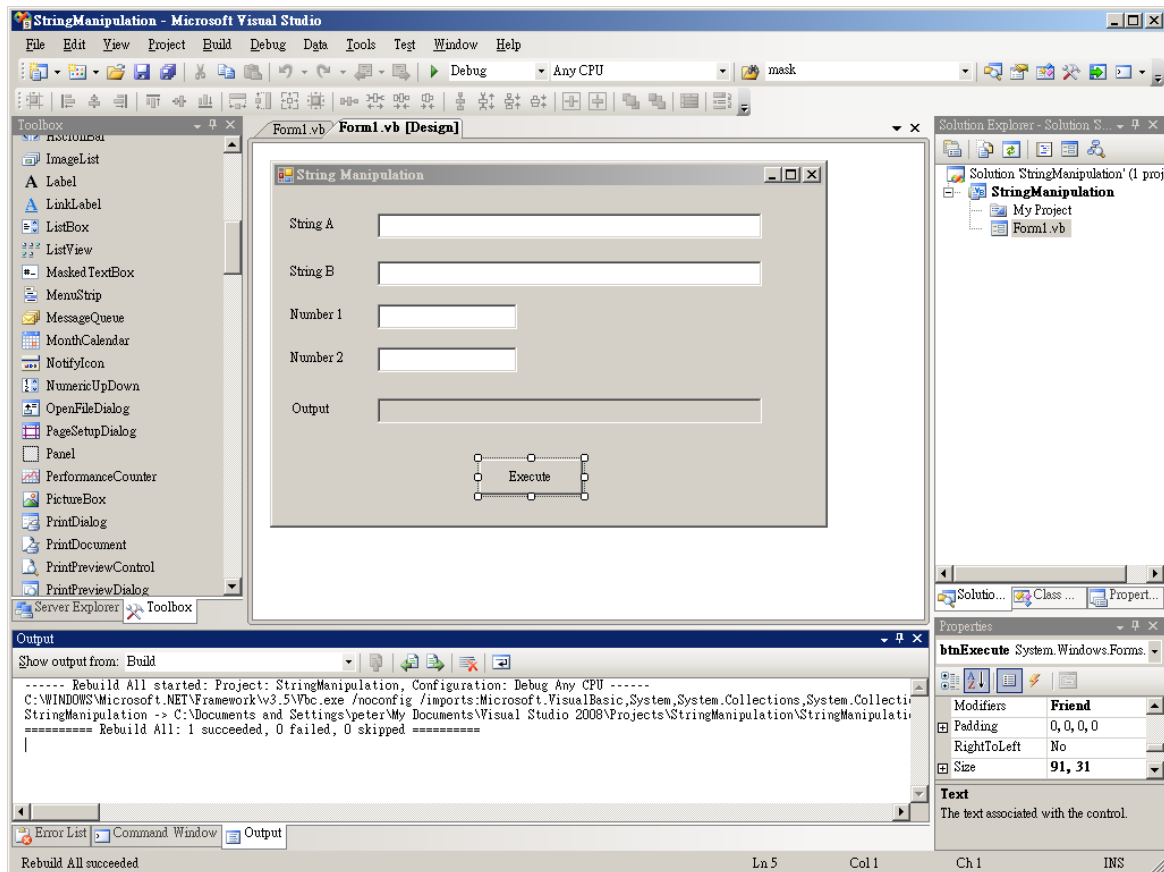 StringManipulation - Microsoft Visual Studio
File Edit View Project Build Debug Data Tools Test Window Help
Debug Any CPU mask
Toolbox
HScrollBar
ImageList
A Label
A LinkLabel
ListBox
ListView
MaskedTextBox
MenuStrip
MessageQueue
MonthCalendar
NotifyIcon
NumericUpDown
OpenFileDialog
PageSetupDialog
Panel
PerformanceCounter
PictureBox
PrintDialog
PrintDocument
PrintPreviewControl
PrintPreviewDialog
Server Explorer Toolbox
Form1.vb Form1.vb [Design]
String Manipulation
String A
String B
Number 1
Number 2
Output
Execute
Solution Explorer - Solution 'S...
Solution 'StringManipulation' (1 proj
StringManipulation
My Project
Form1.vb
Solutio... Class ... Propert...
Output
Show output from: Build
------ Rebuild All started: Project: StringManipulation, Configuration: Debug Any CPU ------
C:\WINDOWS\Microsoft.NET\Framework\v3.5\Vbc.exe /noconfig /imports:Microsoft.VisualBasic,System,System.Collections,System.Collecti
StringManipulation -> C:\Documents and Settings\peter\My Documents\Visual Studio 2008\Projects\StringManipulation\StringManipulati
========== Rebuild All: 1 succeeded, 0 failed, 0 skipped ==========
Error List Command Window Output
Properties
btnExecute System.Windows.Forms.
Modifiers Friend
Padding 0, 0, 0, 0
RightToLeft No
Size 91, 31
Text
The text associated with the control.
Rebuild All succeeded Ln 5 Col 1 Ch 1 INS